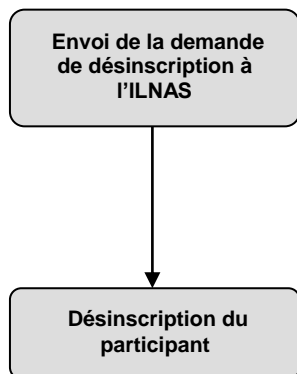 Envoi de la demande
de désinscription à
l'ILNAS
Désinscription du
participant